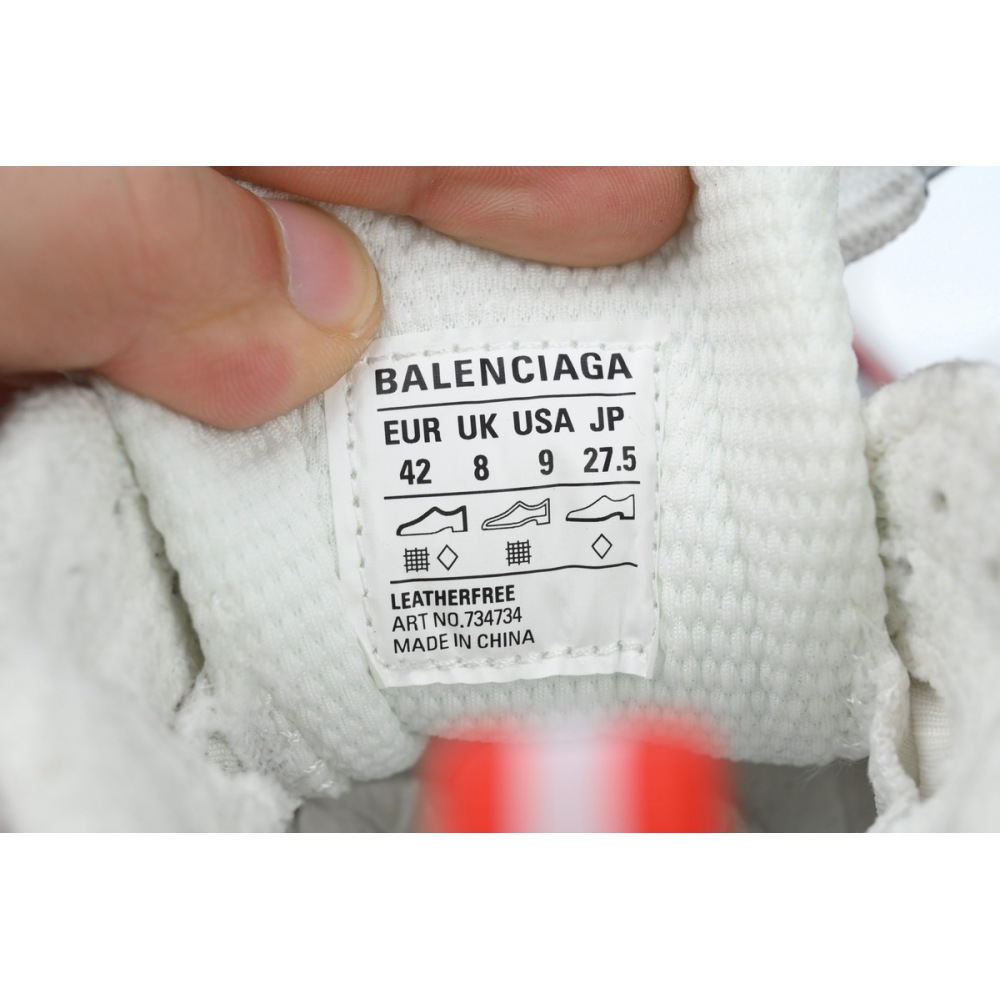 BALENCIAGA
EUR UK USA JP
42 8 9 27.5
LEATHERFREE
ART NO.734734
MADE IN CHINA